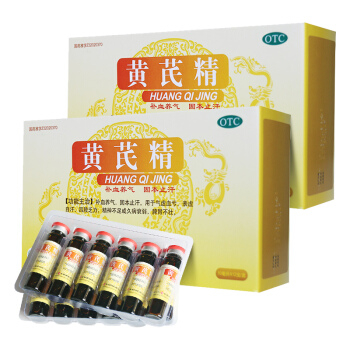 OTC
黄芪精
HUANG QI JING
补血养气 固本止汗
OTC
黄芪精
HUANG QI JING
补血养气 固本止汗
【功能主治】补血养气，固本止汗。用于气虚血亏，表虚
自汗，四肢乏力，精神不足或久病衰弱，脾胃不壮。